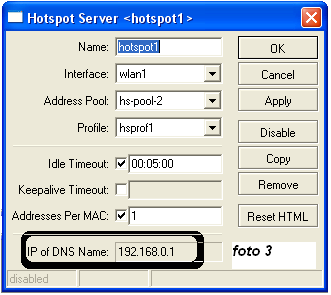 Hotspot Server <hotspot1>
Name: hotspot1
OK
Interface: wlan1
Cancel
Address Pool: hs-pool-2
Apply
Profile: hsprof1
Disable
Idle Timeout: 00:05:00
Copy
Keepalive Timeout:
Remove
Addresses Per MAC: 1
Reset HTML
IP of DNS Name: 192.168.0.1
foto 3
disabled